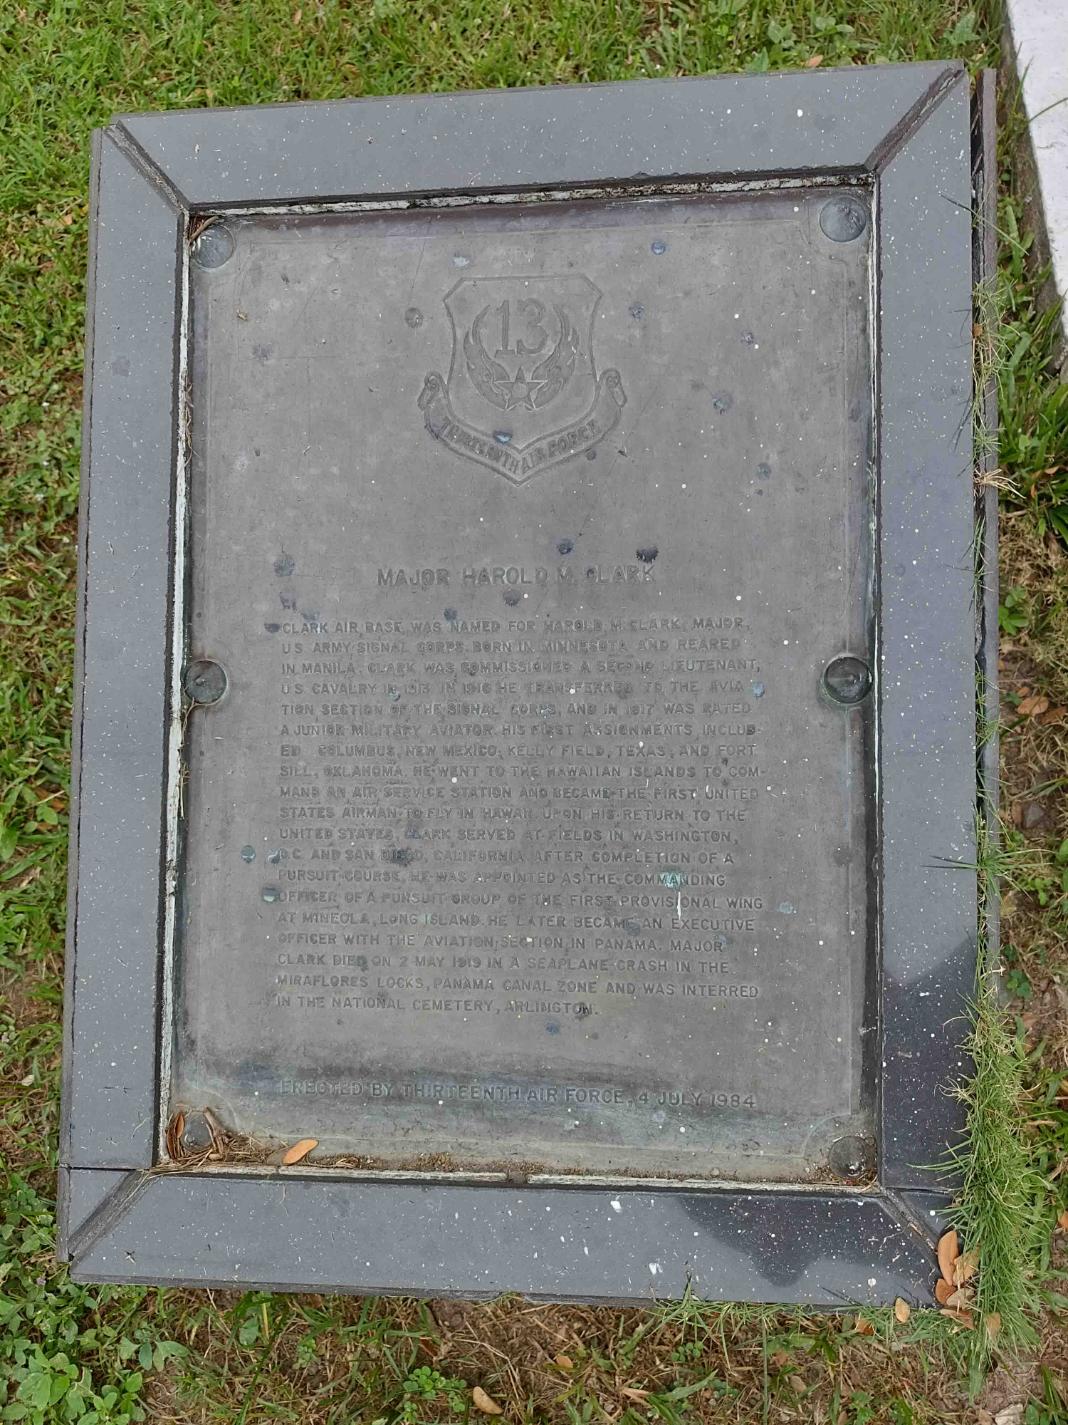 13
THIRTEENTH AIR FORCE
MAJOR HAROLD M. CLARK
CLARK AIR BASE WAS NAMED FOR HAROLD M. CLARK, MAJOR,
U.S. ARMY SIGNAL CORPS. BORN IN MINNESOTA AND REARED
IN MANILA, CLARK WAS COMMISSIONED A SECOND LIEUTENANT,
U.S. CAVALRY IN 1913. IN 1916 HE TRANSFERRED TO THE AVIA
TION SECTION OF THE SIGNAL CORPS, AND IN 1917 WAS RATED
A JUNIOR MILITARY AVIATOR. HIS FIRST ASSIGNMENTS INCLUD-
ED COLUMBUS, NEW MEXICO, KELLY FIELD, TEXAS, AND FORT
SILL, OKLAHOMA. HE WENT TO THE HAWAIIAN ISLANDS TO COM-
MAND AN AIR SERVICE STATION AND BECAME THE FIRST UNITED
STATES AIRMAN TO FLY IN HAWAII. UPON HIS RETURN TO THE
UNITED STATES, CLARK SERVED AT FIELDS IN WASHINGTON,
D.C. AND SAN DIEGO, CALIFORNIA. AFTER COMPLETION OF A
PURSUIT COURSE, HE WAS APPOINTED AS THE COMMANDING
OFFICER OF A PUNSUIT GROUP OF THE FIRST PROVISIONAL WING
AT MINEOLA, LONG ISLAND. HE LATER BECAME AN EXECUTIVE
OFFICER WITH THE AVIATION SECTION IN PANAMA. MAJOR
CLARK DIED ON 2 MAY 1919 IN A SEAPLANE CRASH IN THE
MIRAFLORES LOCKS, PANAMA CANAL ZONE AND WAS INTERRED
IN THE NATIONAL CEMETERY, ARLINGTON.
ERECTED BY THIRTEENTH AIR FORCE, 4 JULY 1984